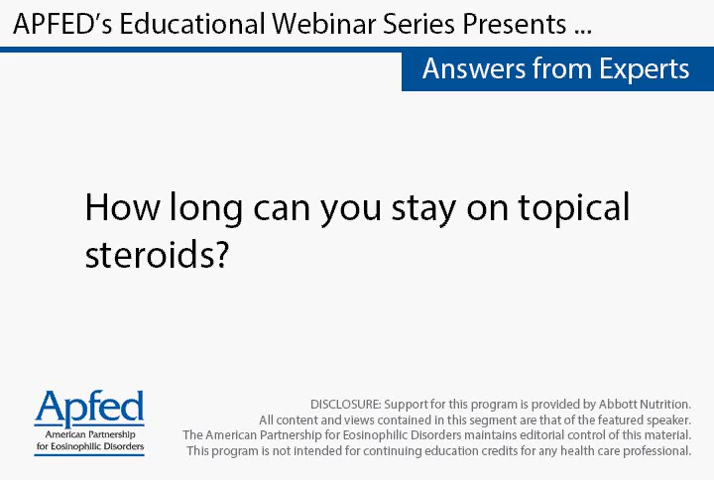 APFED’s Educational Webinar Series Presents ...
Answers from Experts
How long can you stay on topical
steroids?
Apfed
American Partnership
for Eosinophilic Disorders
DISCLOSURE: Support for this program is provided by Abbott Nutrition.
All content and views contained in this segment are that of the featured speaker.
The American Partnership for Eosinophilic Disorders maintains editorial control of this material.
This program is not intended for continuing education credits for any health care professional.